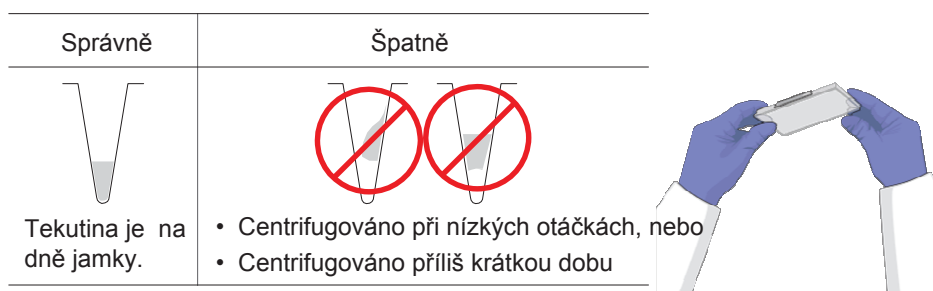 Správně
Špatně
Tekutina je na
dně jamky.
• Centrifugováno při nízkých otáčkách, nebo
• Centrifugováno příliš krátkou dobu